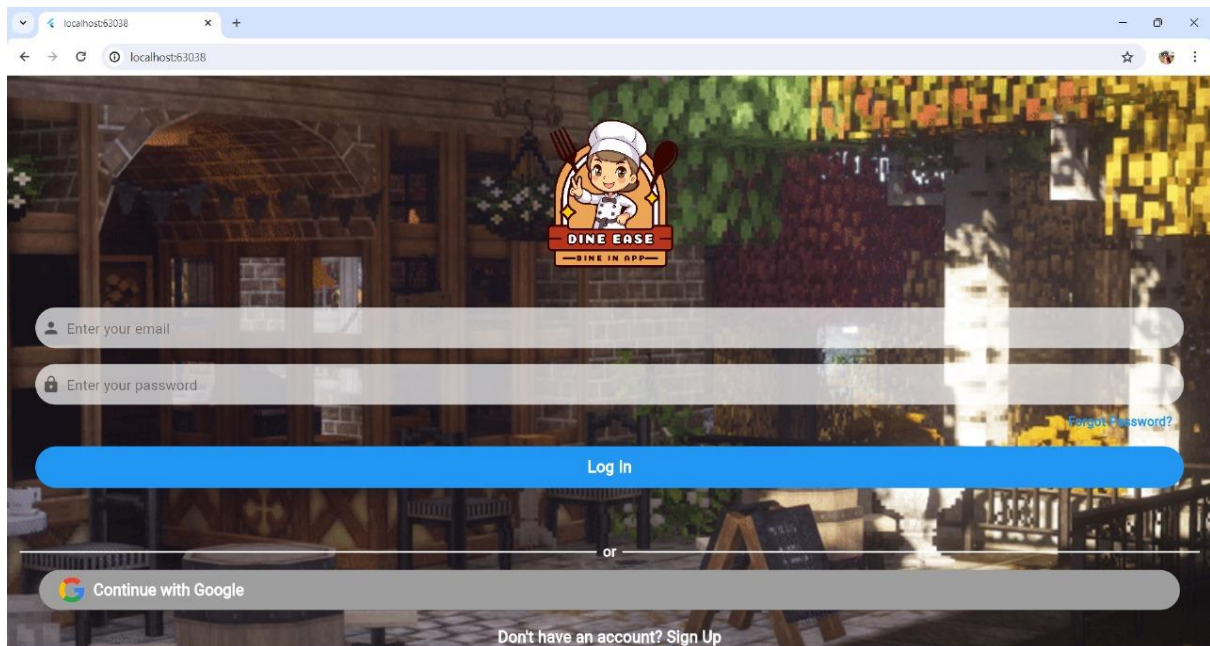 localhost:63038
localhost:63038
DINE EASE
DINE IN APP
Enter your email
Enter your password
Forgot Password?
Log In
or
Continue with Google
Don't have an account? Sign Up